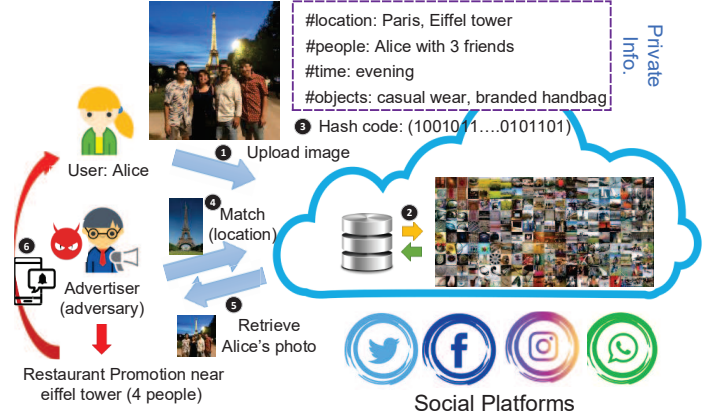 #location: Paris, Eiffel tower
#people: Alice with 3 friends
#time: evening
#objects: casual wear, branded handbag
Private
Info.
3 Hash code: (1001011....0101101)
1 Upload image
User: Alice
4 Match
(location)
2
6
Advertiser
(adversary)
5 Retrieve
Alice's photo
Restaurant Promotion near
eiffel tower (4 people)
Social Platforms